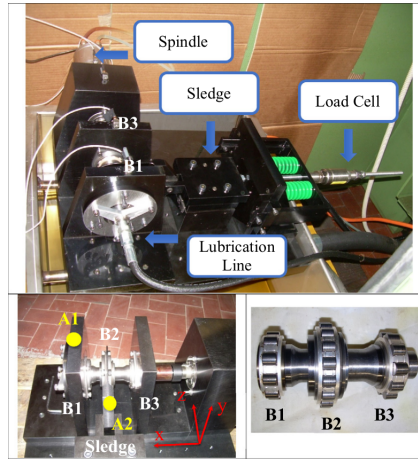 Spindle
Sledge
Load Cell
B3
B1
Lubrication
Line
A1
B2
B1
B3
A2
z
y
x
Sledge
B1
B2
B3